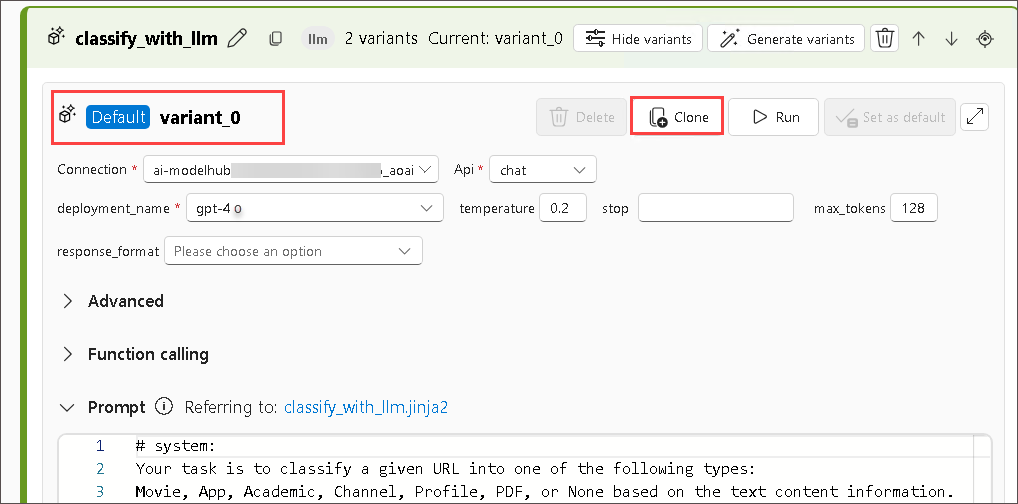 classify_with_llm llm 2 variants Current: variant_0 Hide variants Generate variants
Default variant_0 Delete Clone Run Set as default
Connection * ai-modelhub _aoai Api * chat
deployment_name * gpt-4 o temperature 0.2 stop max_tokens 128
response_format Please choose an option
Advanced
Function calling
Prompt Referring to: classify_with_llm.jinja2
1 # system:
2 Your task is to classify a given URL into one of the following types:
3 Movie, App, Academic, Channel, Profile, PDF, or None based on the text content information.